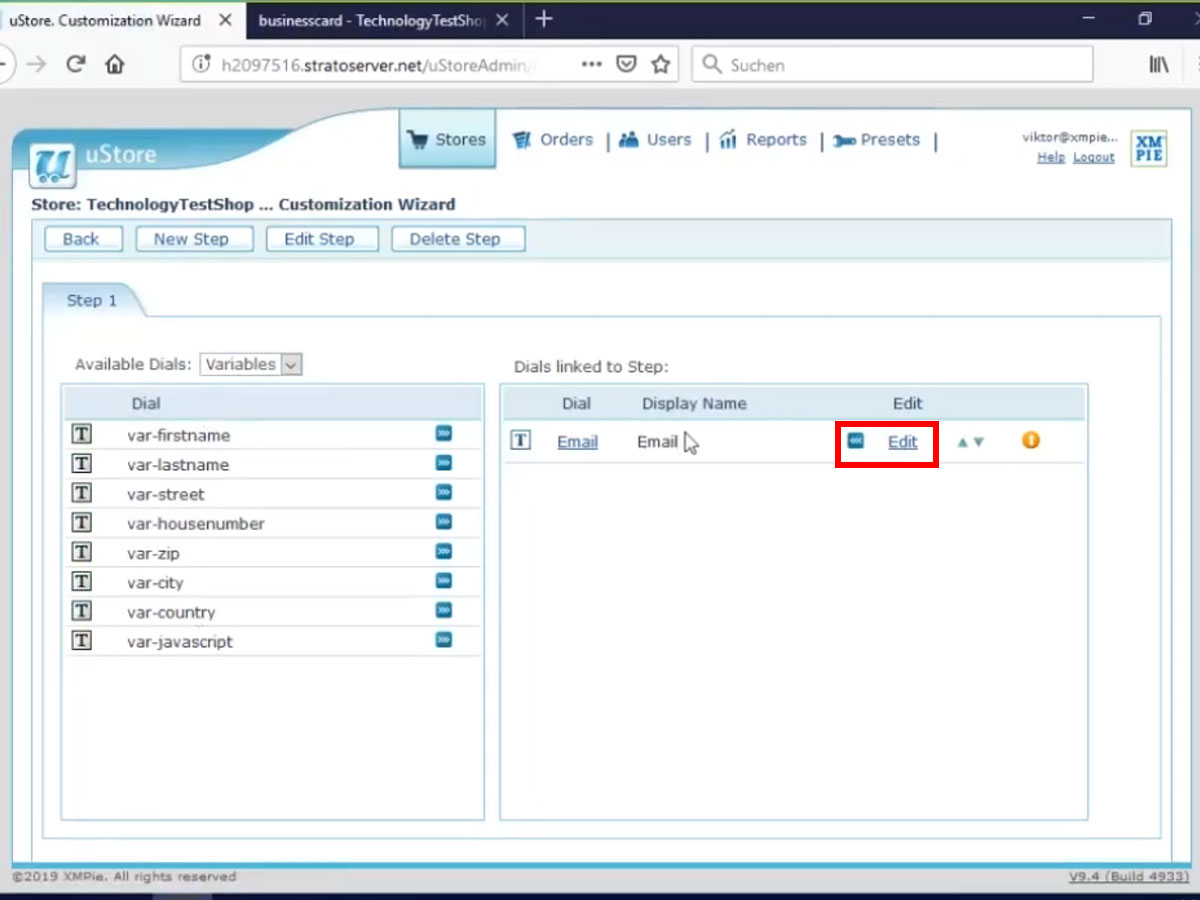 uStore. Customization Wizard
businesscard - TechnologyTestShop
h2097516.stratoserver.net/uStoreAdmin/
Suchen
uStore
Stores
Orders
Users
Reports
Presets
viktor@xmpie...
Help Logout
XM
PIE
Store: TechnologyTestShop ... Customization Wizard
Back
New Step
Edit Step
Delete Step
Step 1
Available Dials: Variables
Dials linked to Step:
Dial
T var-firstname
T var-lastname
T var-street
T var-housenumber
T var-zip
T var-city
T var-country
T var-javascript
Dial Display Name Edit
T Email Email Edit
©2019 XMPie. All rights reserved
V9.4 (Build 4933)